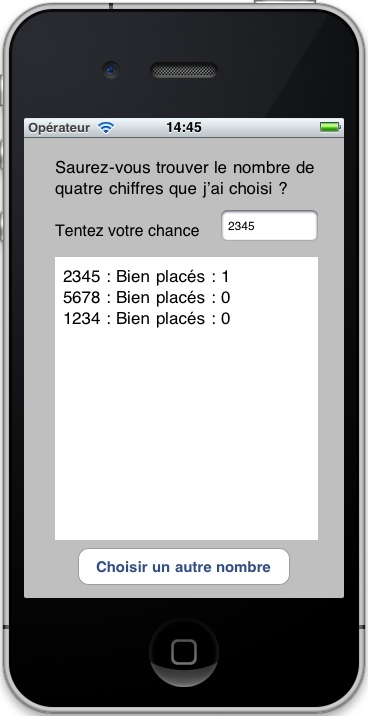 Opérateur 14:45
Saurez-vous trouver le nombre de
quatre chiffres que j'ai choisi ?
Tentez votre chance 2345
2345 : Bien placés : 1
5678 : Bien placés : 0
1234 : Bien placés : 0
Choisir un autre nombre